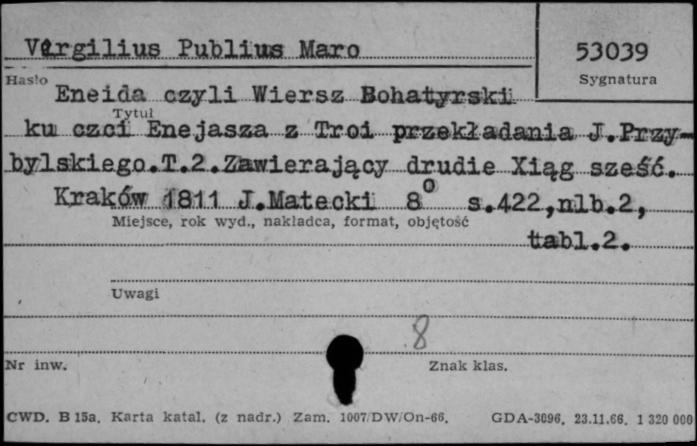 Virgilius Publius Maro
53039
Hasło
Sygnatura
Eneida czyli Wiersz Bohatyrski
Tytuł
ku czci Enejasza z Troi przekładania J.Przy-
bylskiego.T.2.Zawierający drudie Xiąg sześć.
Kraków 1811 J.Matecki 8° s.422,nlb.2,
Miejsce, rok wyd., nakładca, format, objętość
tabl.2.
Uwagi
8
Nr inw.
Znak klas.
CWD. B 15a. Karta katal. (z nadr.) Zam. 1007/DW/On-66. GDA-3096. 23.11.66. 1 320 000